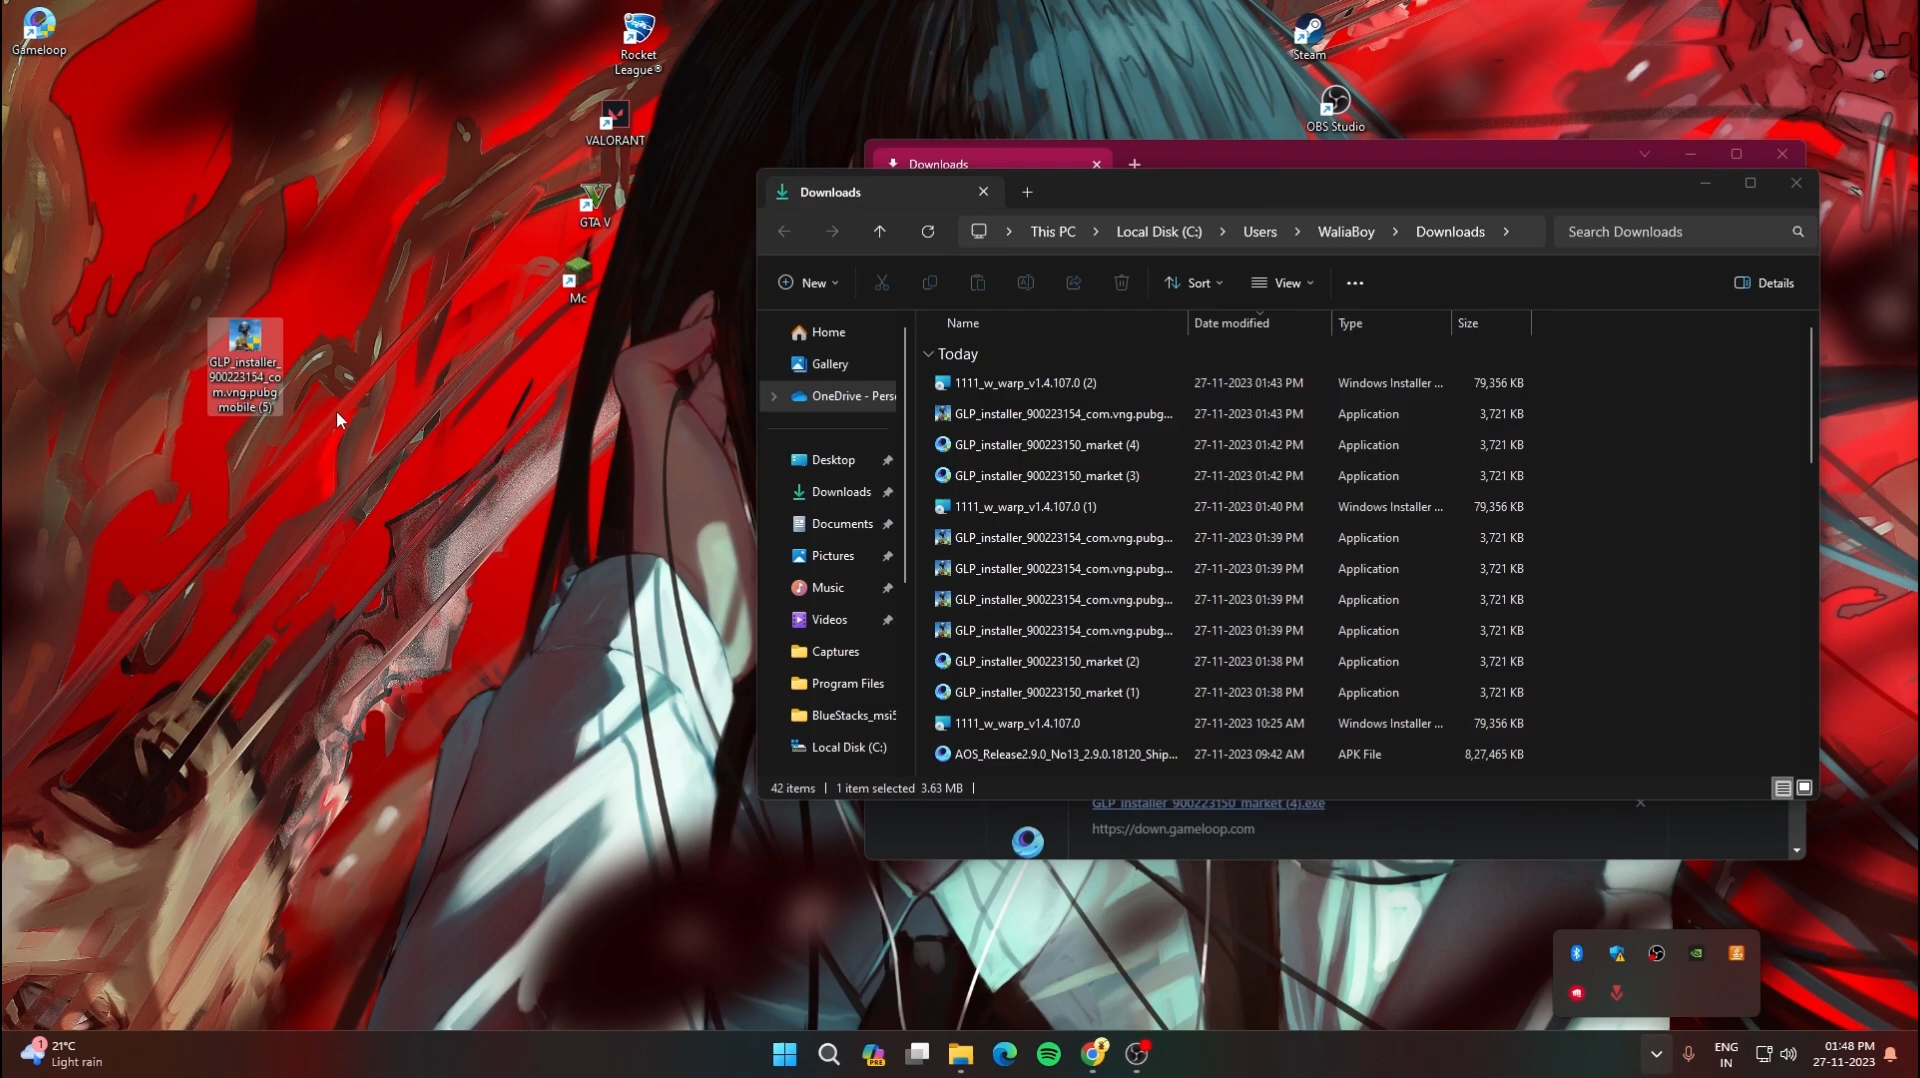 Gameloop
Rocket
League®
VALORANT
GTA V
Mc
GLP_installer_
900223154_co
m.vng.pubg
mobile (5)
Steam
OBS Studio
Downloads
Downloads
This PC
Local Disk (C:)
Users
WaliaBoy
Downloads
Search Downloads
New
Sort
View
Details
Home
Gallery
OneDrive - Pers
Desktop
Downloads
Documents
Pictures
Music
Videos
Captures
Program Files
BlueStacks_msi5
Local Disk (C:)
Name Date modified Type Size
Today
1111_w_warp_v1.4.107.0 (2) 27-11-2023 01:43 PM Windows Installer ... 79,356 KB
GLP_installer_900223154_com.vng.pubg... 27-11-2023 01:43 PM Application 3,721 KB
GLP_installer_900223150_market (4) 27-11-2023 01:42 PM Application 3,721 KB
GLP_installer_900223150_market (3) 27-11-2023 01:42 PM Application 3,721 KB
1111_w_warp_v1.4.107.0 (1) 27-11-2023 01:40 PM Windows Installer ... 79,356 KB
GLP_installer_900223154_com.vng.pubg... 27-11-2023 01:39 PM Application 3,721 KB
GLP_installer_900223154_com.vng.pubg... 27-11-2023 01:39 PM Application 3,721 KB
GLP_installer_900223154_com.vng.pubg... 27-11-2023 01:39 PM Application 3,721 KB
GLP_installer_900223154_com.vng.pubg... 27-11-2023 01:39 PM Application 3,721 KB
GLP_installer_900223150_market (2) 27-11-2023 01:38 PM Application 3,721 KB
GLP_installer_900223150_market (1) 27-11-2023 01:38 PM Application 3,721 KB
1111_w_warp_v1.4.107.0 27-11-2023 10:25 AM Windows Installer ... 79,356 KB
AOS_Release2.9.0_No13_2.9.0.18120_Ship... 27-11-2023 09:42 AM APK File 8,27,465 KB
42 items 1 item selected 3.63 MB
GLP_installer_900223150_market (4).exe
https://down.gameloop.com
1
21°C
Light rain
PRE
ENG
IN
01:48 PM
27-11-2023